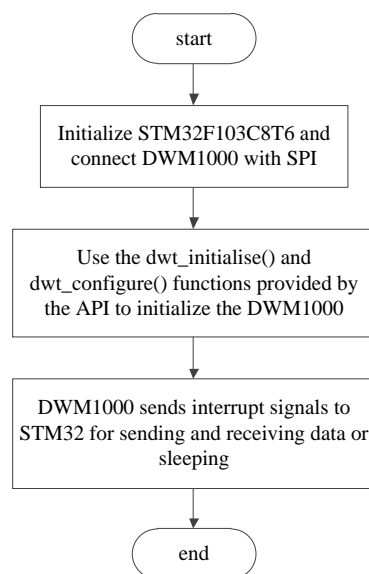 start
Initialize STM32F103C8T6 and
connect DWM1000 with SPI
Use the dwt_initialise() and
dwt_configure() functions provided by
the API to initialize the DWM1000
DWM1000 sends interrupt signals to
STM32 for sending and receiving data or
sleeping
end